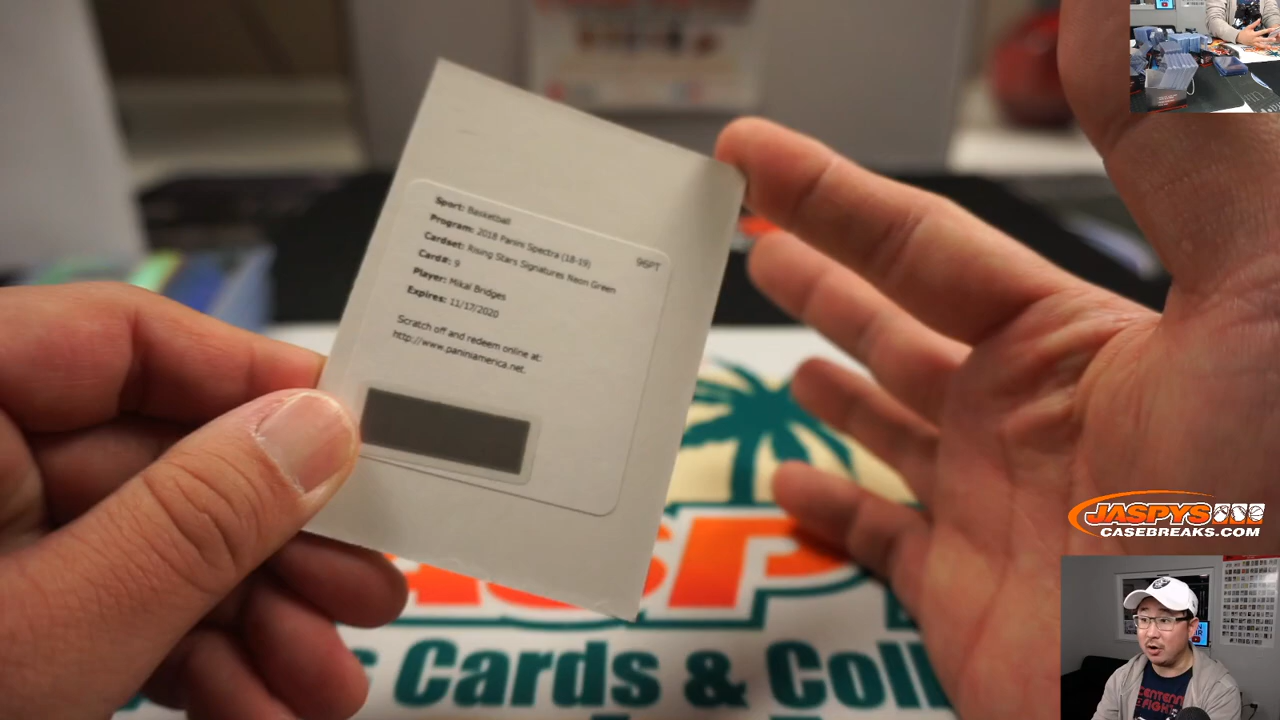 Sport: Basketball
Program: 2018 Panini Spectra (18-19)
96PT
Cardset: Rising Stars Signatures Neon Green
Card#: 9
Player: Mikal Bridges
Expires: 11/17/2020
Scratch off and redeem online at:
http://www.paniniamerica.net.
Cards & Coll
JASPYS
CASEBREAKS.COM